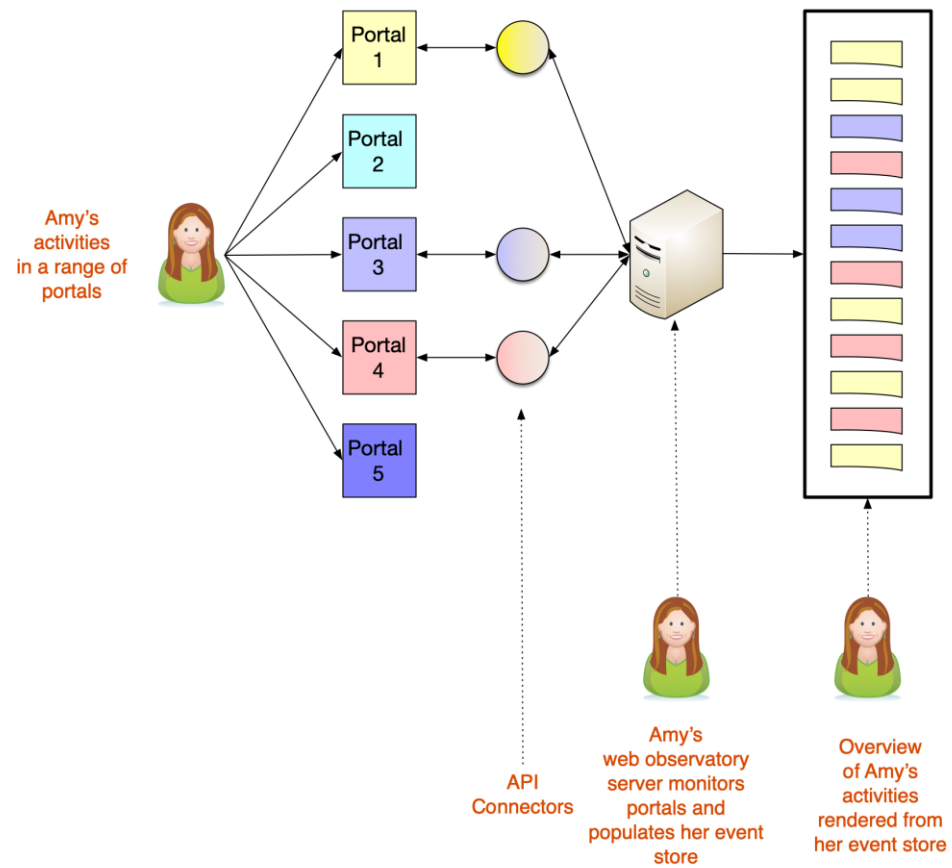 Portal
1
Portal
2
Amy's
activities
in a range of
portals
Portal
3
Portal
4
Portal
5
API
Connectors
Amy's
web observatory
server monitors
portals and
populates her event
store
Overview
of Amy's
activities
rendered from
her event store